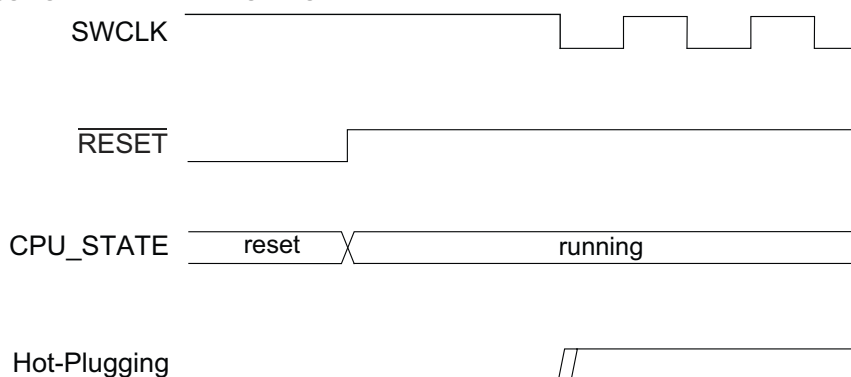 SWCLK
RESET
CPU_STATE
reset
running
Hot-Plugging